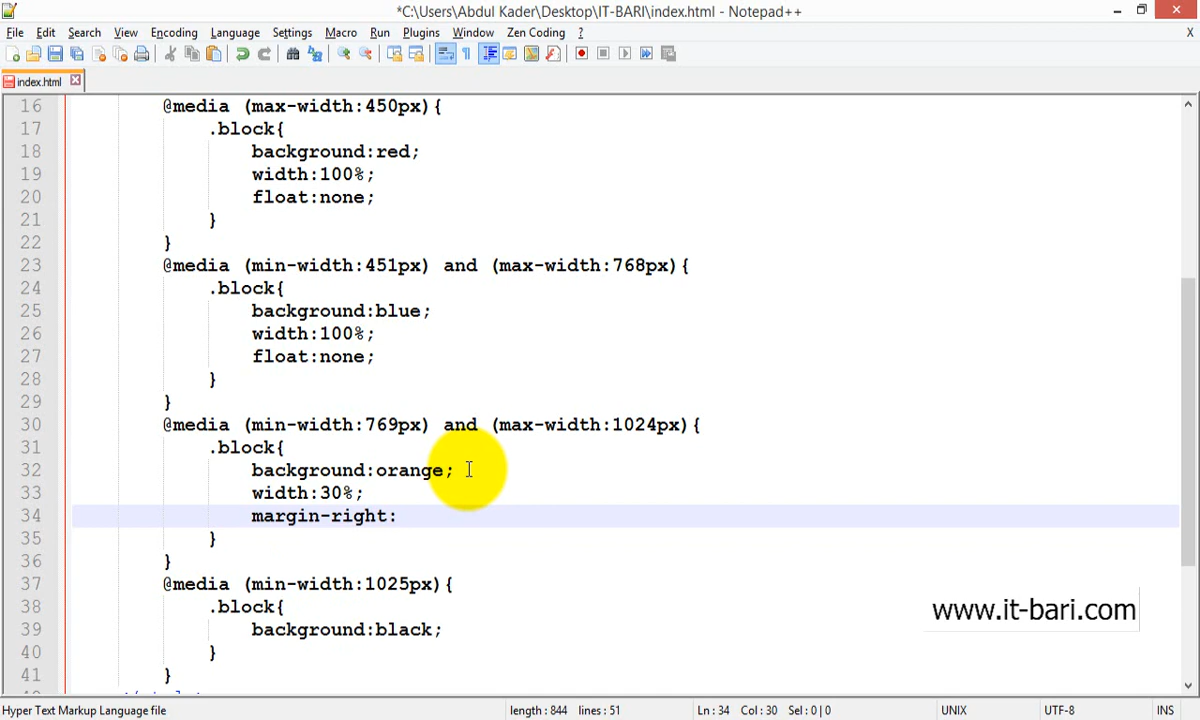 *C:\Users\Abdul Kader\Desktop\IT-BARI\index.html - Notepad++
File Edit Search View Encoding Language Settings Macro Run Plugins Window Zen Coding ? X
index.html
16 @media (max-width:450px){
17 .block{
18 background:red;
19 width:100%;
20 float:none;
21 }
22 }
23 @media (min-width:451px) and (max-width:768px){
24 .block{
25 background:blue;
26 width:100%;
27 float:none;
28 }
29 }
30 @media (min-width:769px) and (max-width:1024px){
31 .block{
32 background:orange;
33 width:30%;
34 margin-right:
35 }
36 }
37 @media (min-width:1025px){
38 .block{
39 background:black;
40 }
41 }
www.it-bari.com
Hyper Text Markup Language file length : 844 lines : 51 Ln : 34 Col : 30 Sel : 0 | 0 UNIX UTF-8 INS